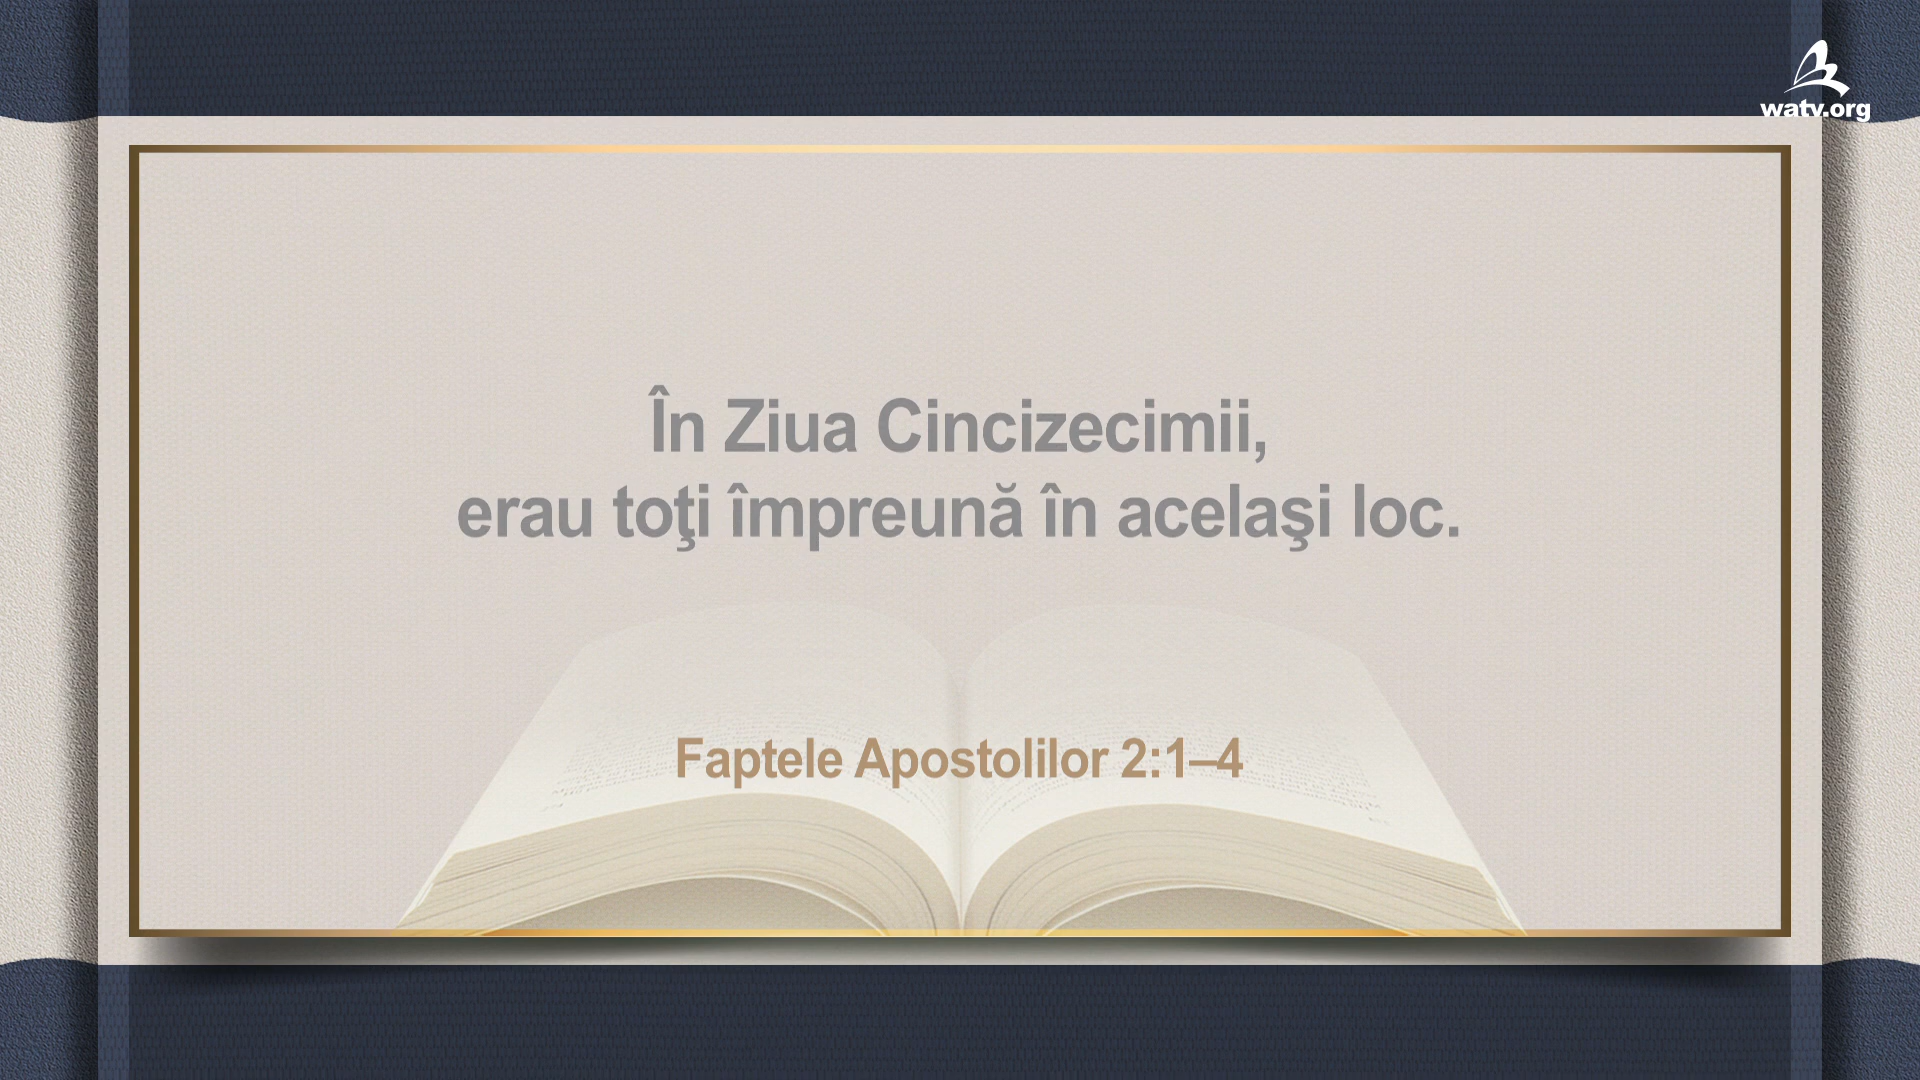 watv.org
În Ziua Cincizecimii,
erau toţi împreună în acelaşi loc.
Faptele Apostolilor 2:1–4